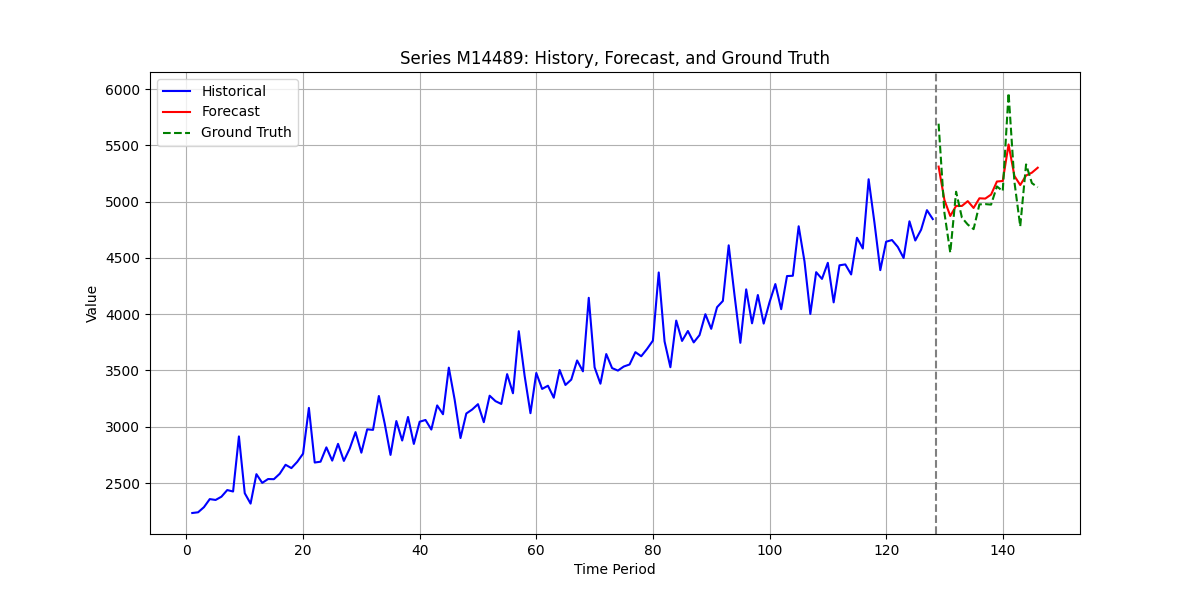 Series M14489: History, Forecast, and Ground Truth
Historical
Forecast
Ground Truth
6000
5500
5000
4500
4000
3500
3000
2500
Value
0 20 40 60 80 100 120 140
Time Period